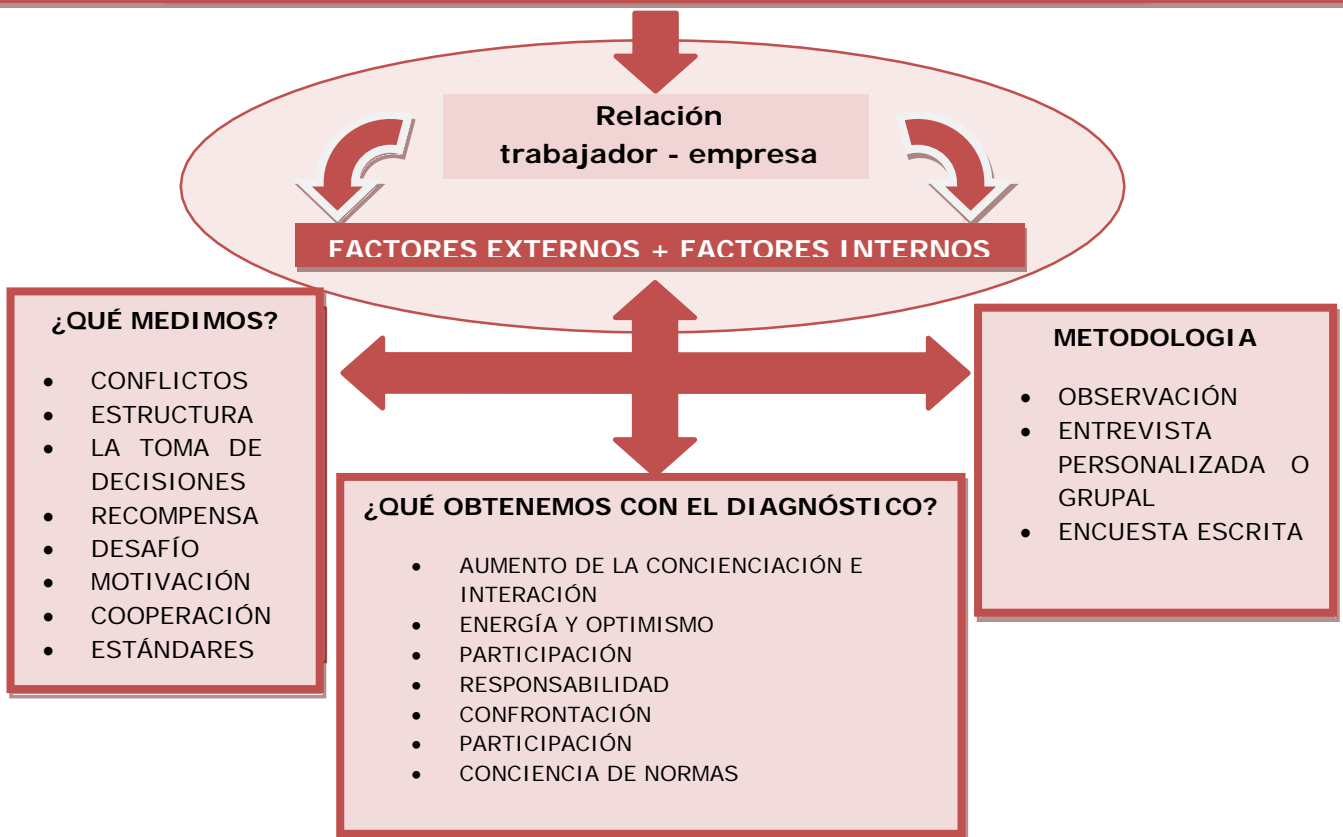 Relación
trabajador - empresa
FACTORES EXTERNOS + FACTORES INTERNOS
¿QUÉ MEDIMOS?
• CONFLICTOS
• ESTRUCTURA
• LA TOMA DE
DECISIONES
• RECOMPENSA
• DESAFÍO
• MOTIVACIÓN
• COOPERACIÓN
• ESTÁNDARES
¿QUÉ OBTENEMOS CON EL DIAGNÓSTICO?
• AUMENTO DE LA CONCIENCIACIÓN E
INTERACIÓN
• ENERGÍA Y OPTIMISMO
• PARTICIPACIÓN
• RESPONSABILIDAD
• CONFRONTACIÓN
• PARTICIPACIÓN
• CONCIENCIA DE NORMAS
METODOLOGIA
• OBSERVACIÓN
• ENTREVISTA
PERSONALIZADA O
GRUPAL
• ENCUESTA ESCRITA